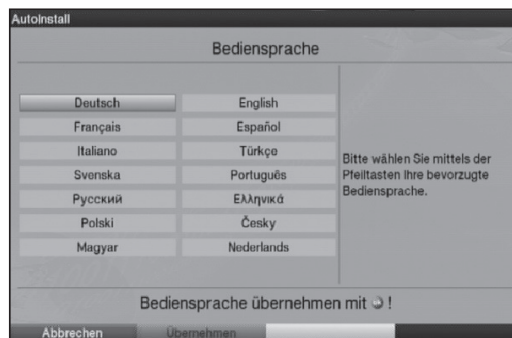 AutoInstall
Bediensprache
Deutsch English
Français Español
Italiano Türkçe
Svenska Português
Русский Ελληνικά
Polski Česky
Magyar Nederlands
Bitte wählen Sie mittels der
Pfeiltasten Ihre bevorzugte
Bediensprache.
Bediensprache übernehmen mit !
Abbrechen Übernehmen